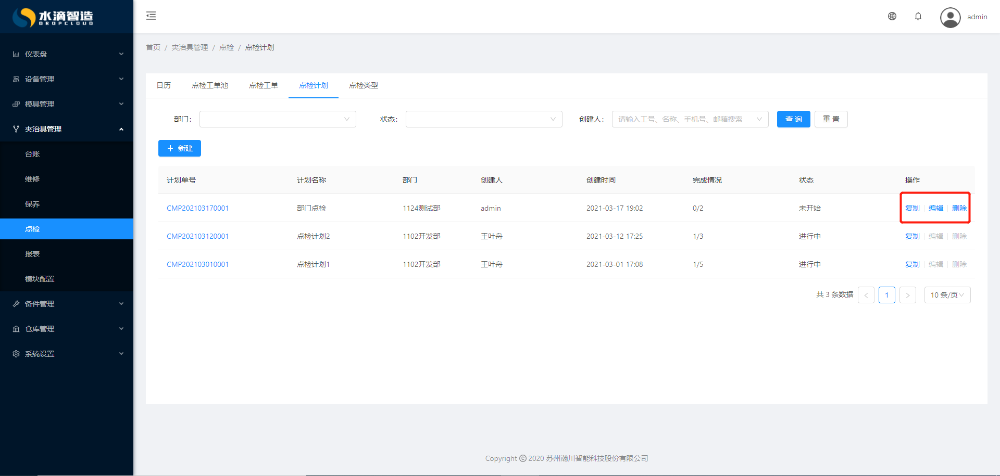 水滴智造
DROPCLOUD
admin
仪表盘
设备管理
模具管理
夹治具管理
台账
维修
保养
点检
报表
模块配置
备件管理
仓库管理
系统设置
首页 / 夹治具管理 / 点检 / 点检计划
日历 点检工单池 点检工单 点检计划 点检类型
部门: 状态: 创建人: 请输入工号、名称、手机号、邮箱搜索 查 询 重 置
+ 新建
计划单号 计划名称 部门 创建人 创建时间 完成情况 状态 操作
CMP202103170001 部门点检 1124测试部 admin 2021-03-17 19:02 0/2 未开始 复制 编辑 删除
CMP202103120001 点检计划2 1102开发部 王叶舟 2021-03-12 17:25 1/3 进行中 复制 编辑 删除
CMP202103010001 点检计划1 1102开发部 王叶舟 2021-03-01 17:08 1/5 进行中 复制 编辑 删除
共 3 条数据 < 1 > 10 条/页
Copyright © 2020 苏州瀚川智能科技股份有限公司